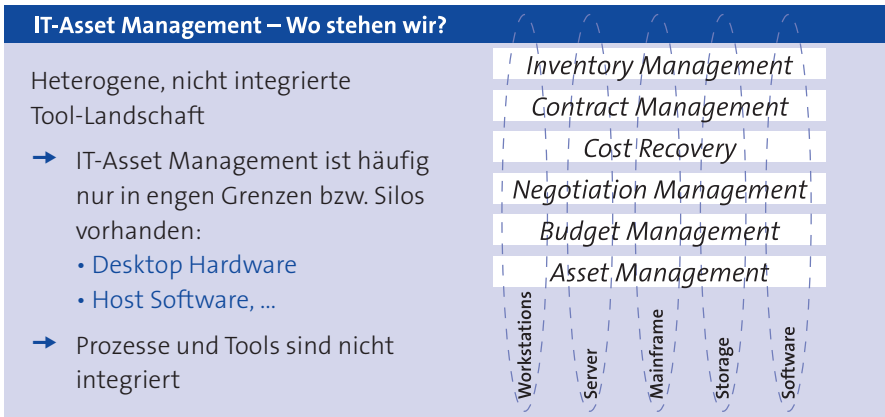 IT-Asset Management – Wo stehen wir?
Heterogene, nicht integrierte
Tool-Landschaft
➞ IT-Asset Management ist häufig
nur in engen Grenzen bzw. Silos
vorhanden:
• Desktop Hardware
• Host Software, ...
➞ Prozesse und Tools sind nicht
integriert
Inventory Management
Contract Management
Cost Recovery
Negotiation Management
Budget Management
Asset Management
Workstations
Server
Mainframe
Storage
Software